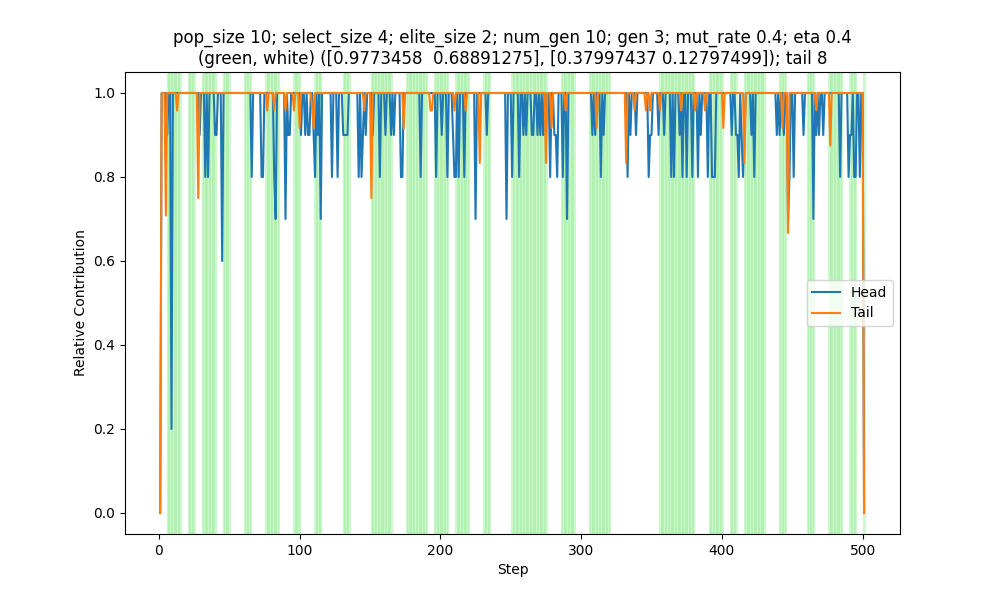 pop_size 10; select_size 4; elite_size 2; num_gen 10; gen 3; mut_rate 0.4; eta 0.4
(green, white) ([0.9773458  0.68891275], [0.37997437 0.12797499]); tail 8
1.0
0.8
0.6
0.4
0.2
0.0
Relative Contribution
Head
Tail
0
100
200
300
400
500
Step